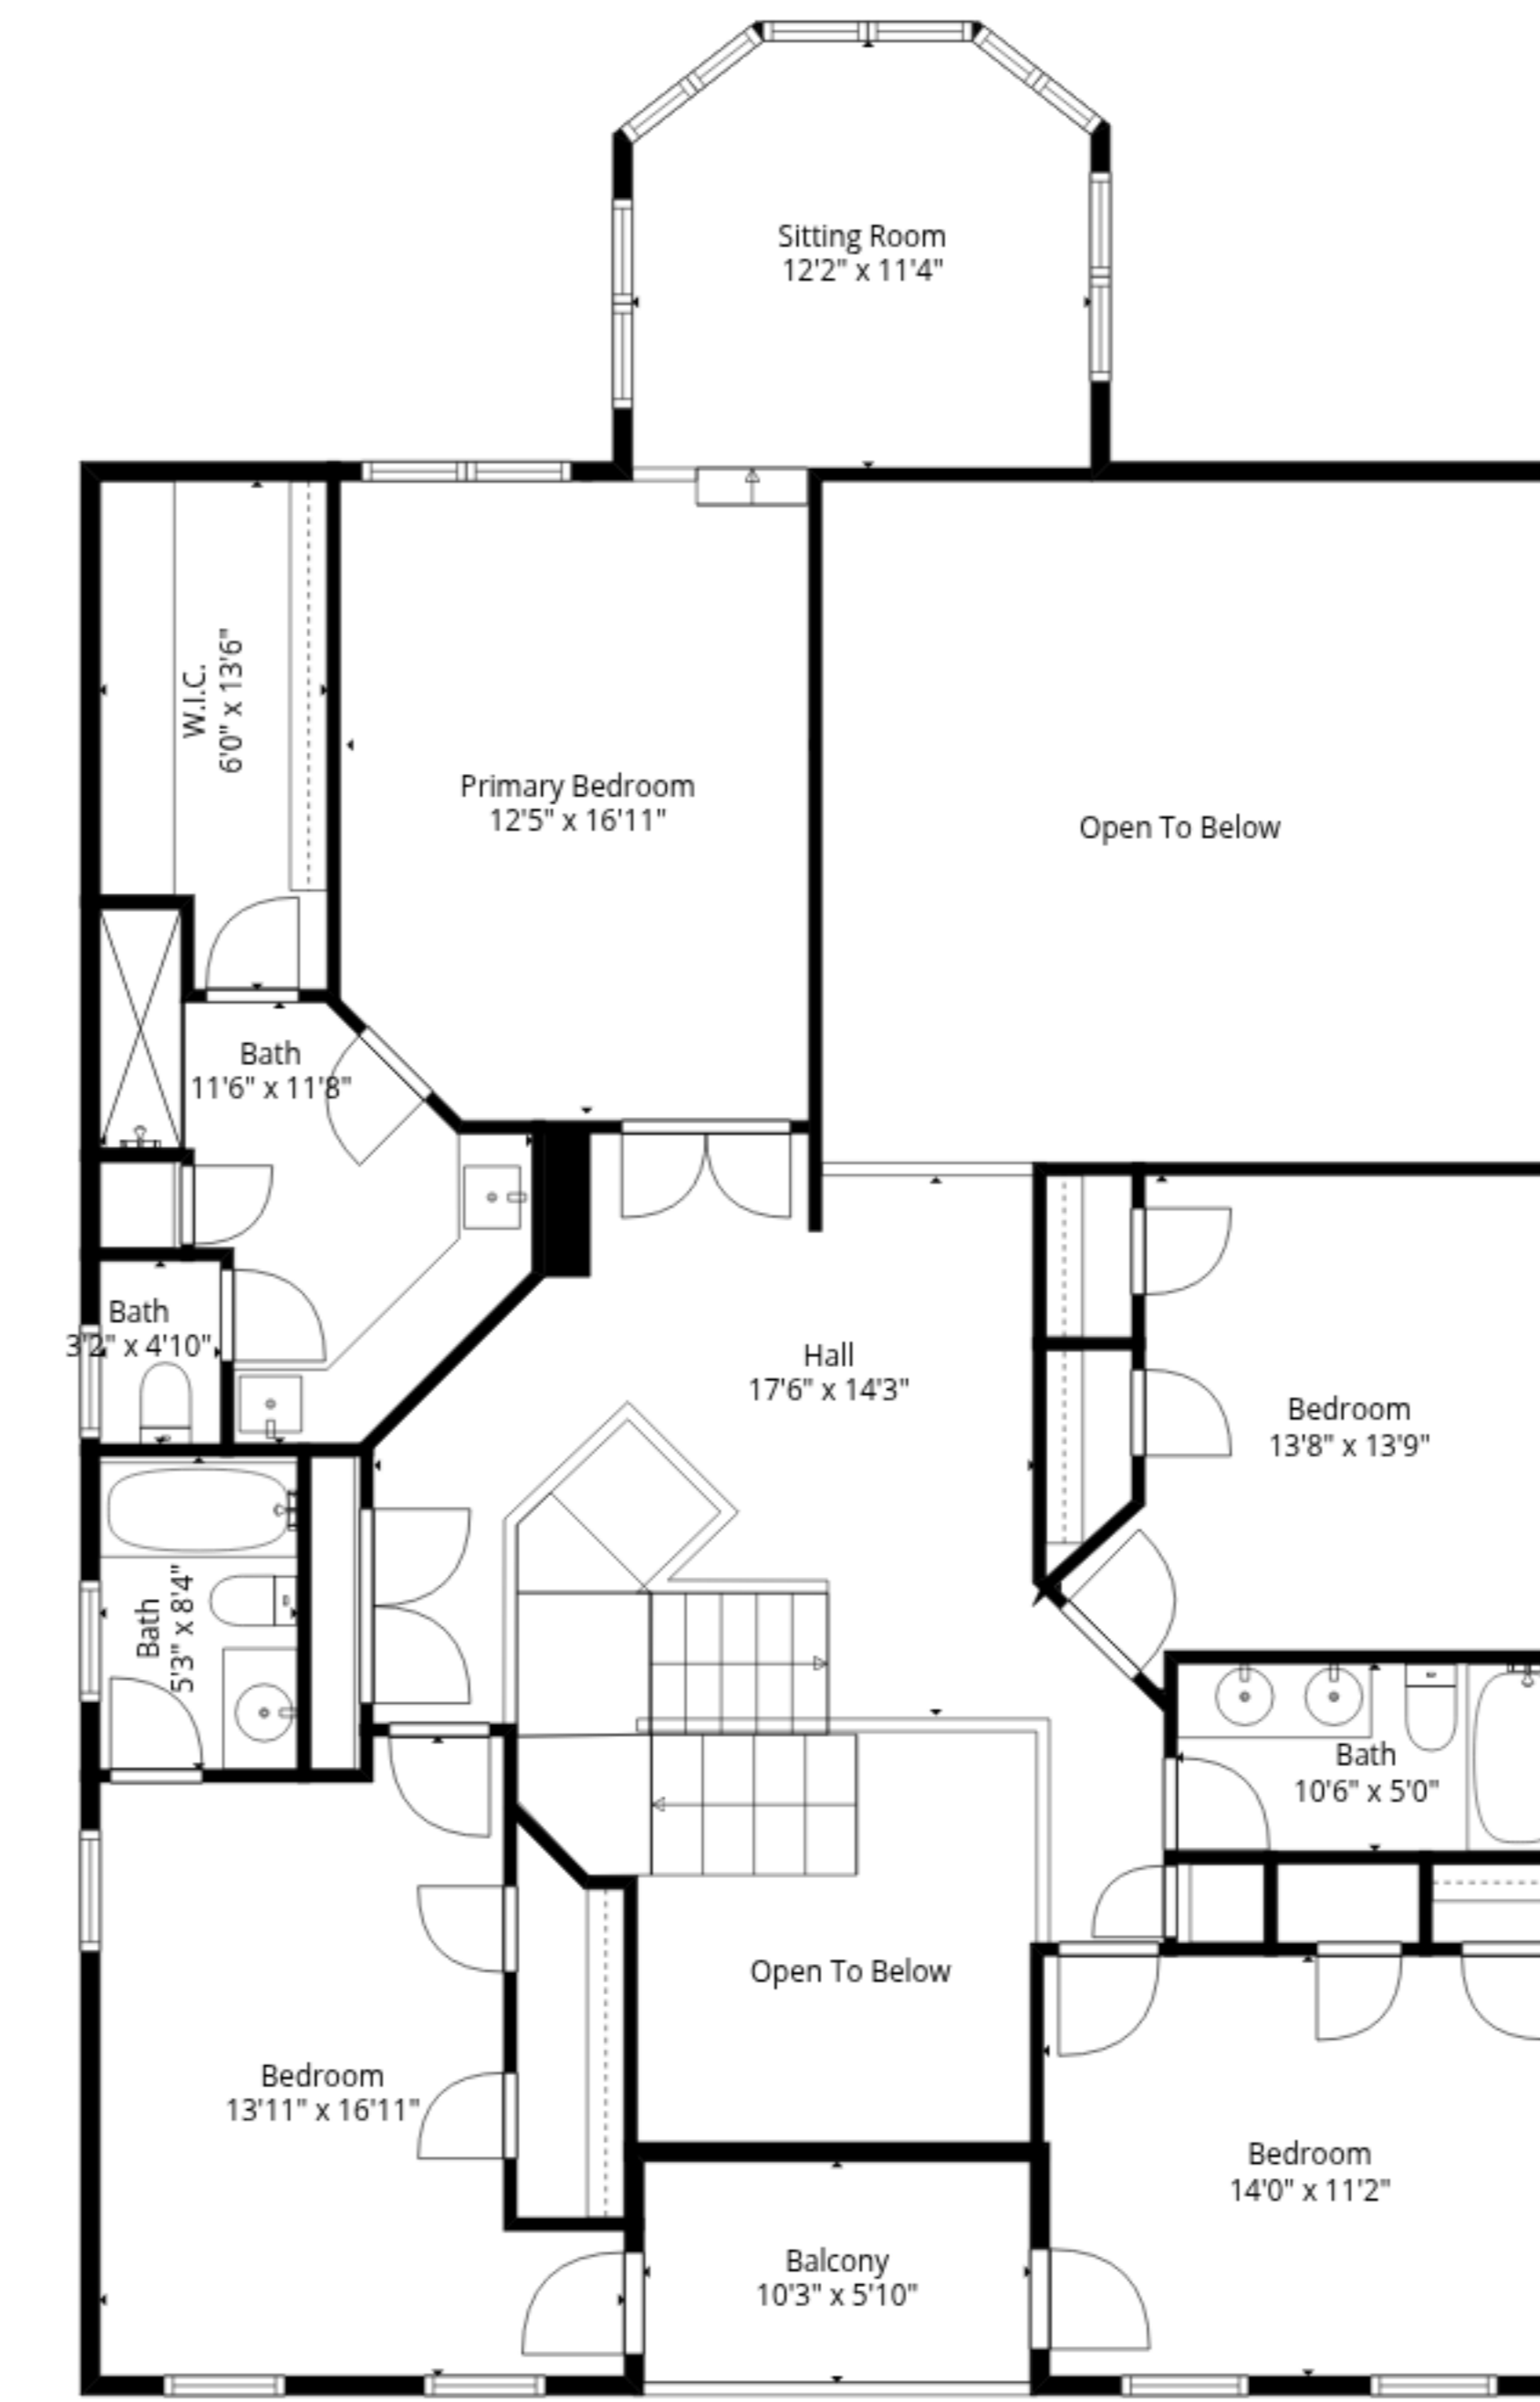 Sitting Room
12'2" x 11'4"
W.I.C.
6'0" x 13'6"
Primary Bedroom
12'5" x 16'11"
Open To Below
Bath
11'6" x 11'8"
Bath
3'2" x 4'10"
Hall
17'6" x 14'3"
Bedroom
13'8" x 13'9"
Bath
5'3" x 8'4"
Bath
10'6" x 5'0"
Open To Below
Bedroom
13'11" x 16'11"
Bedroom
14'0" x 11'2"
Balcony
10'3" x 5'10"